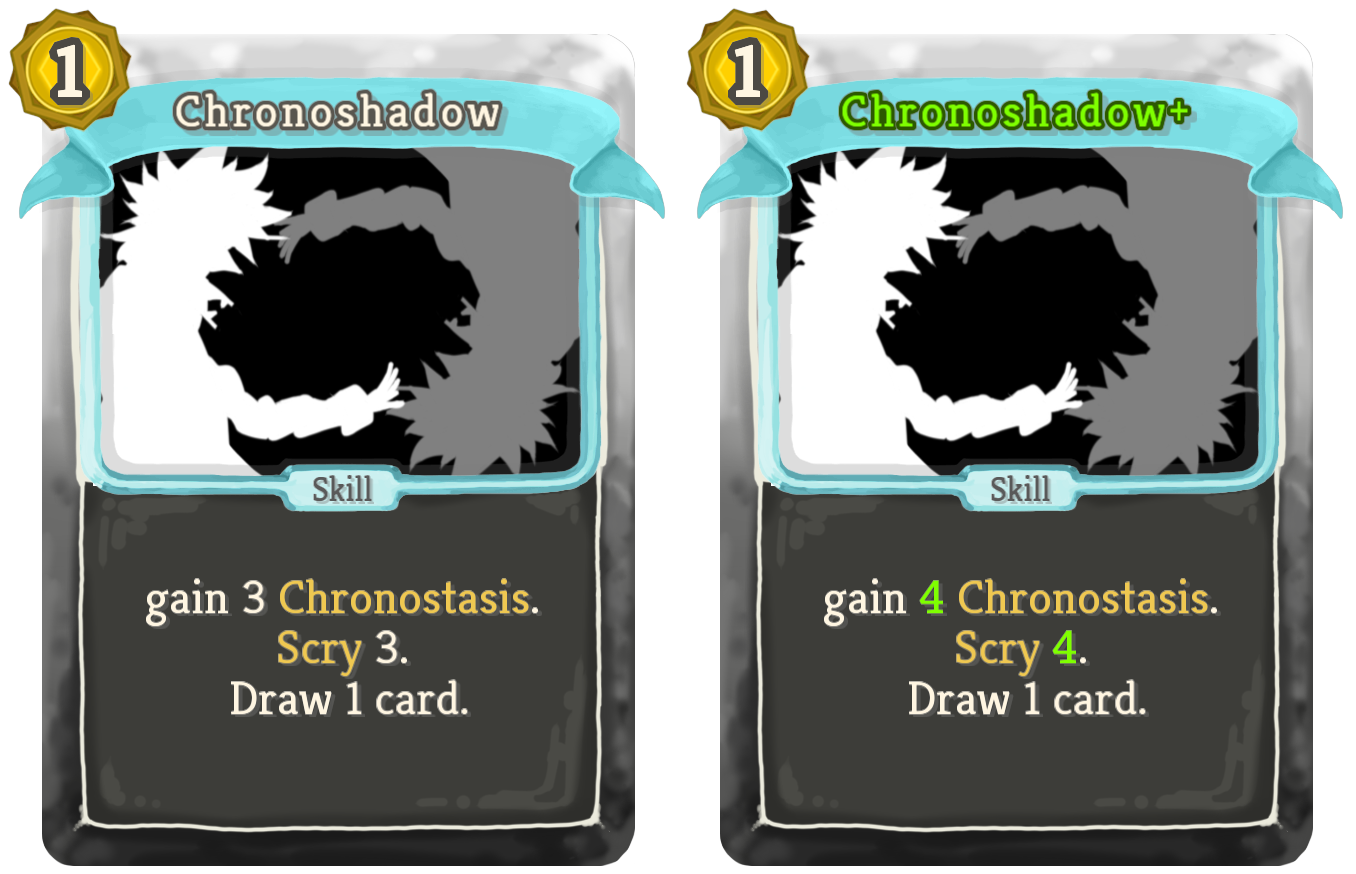 1
Chronoshadow
Skill
gain 3 Chronostasis.
Scry 3.
Draw 1 card.
1
Chronoshadow+
Skill
gain 4 Chronostasis.
Scry 4.
Draw 1 card.